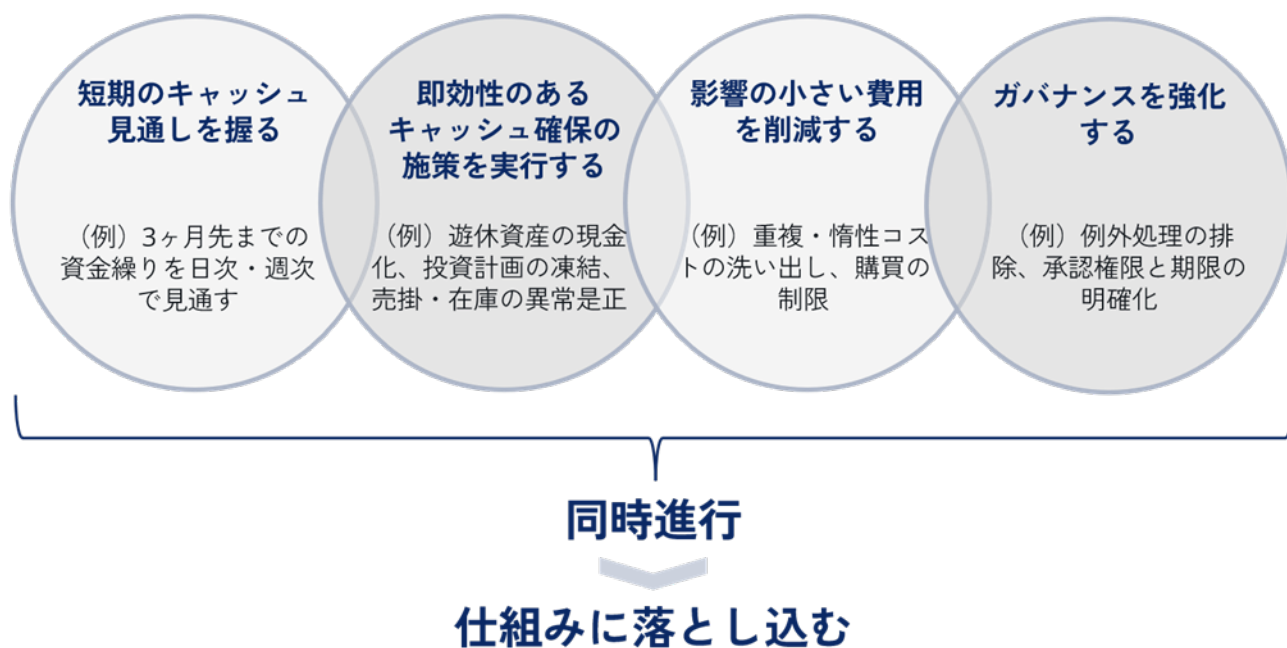 短期のキャッシュ
見通しを握る
（例）3ヶ月先までの
資金繰りを日次・週次
で見通す
即効性のある
キャッシュ確保の
施策を実行する
（例）遊休資産の現金
化、投資計画の凍結、
売掛・在庫の異常是正
影響の小さい費用
を削減する
（例）重複・惰性コス
トの洗い出し、購買の
制限
ガバナンスを強化
する
（例）例外処理の排
除、承認権限と期限の
明確化
同時進行
仕組みに落とし込む